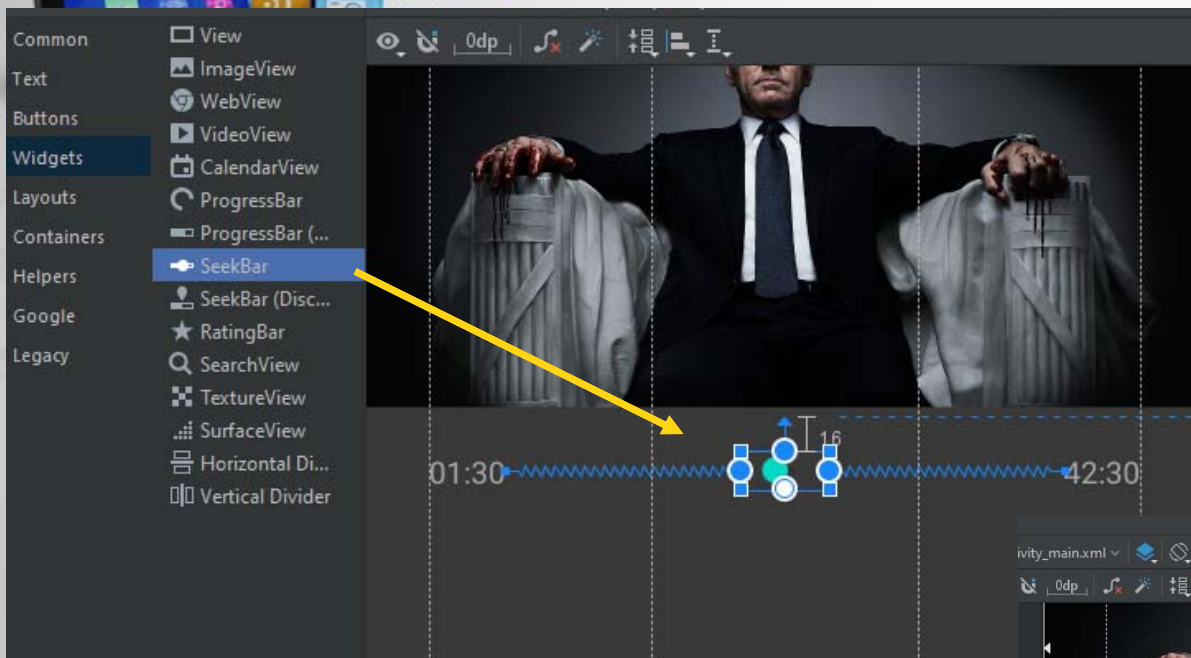 Common
Text
Buttons
Widgets
Layouts
Containers
Helpers
Google
Legacy
View
ImageView
WebView
VideoView
CalendarView
ProgressBar
ProgressBar (...
SeekBar
SeekBar (Disc...
RatingBar
SearchView
TextureView
SurfaceView
Horizontal Di...
Vertical Divider
0dp
16
01:30
42:30
ivity_main.xml
0dp